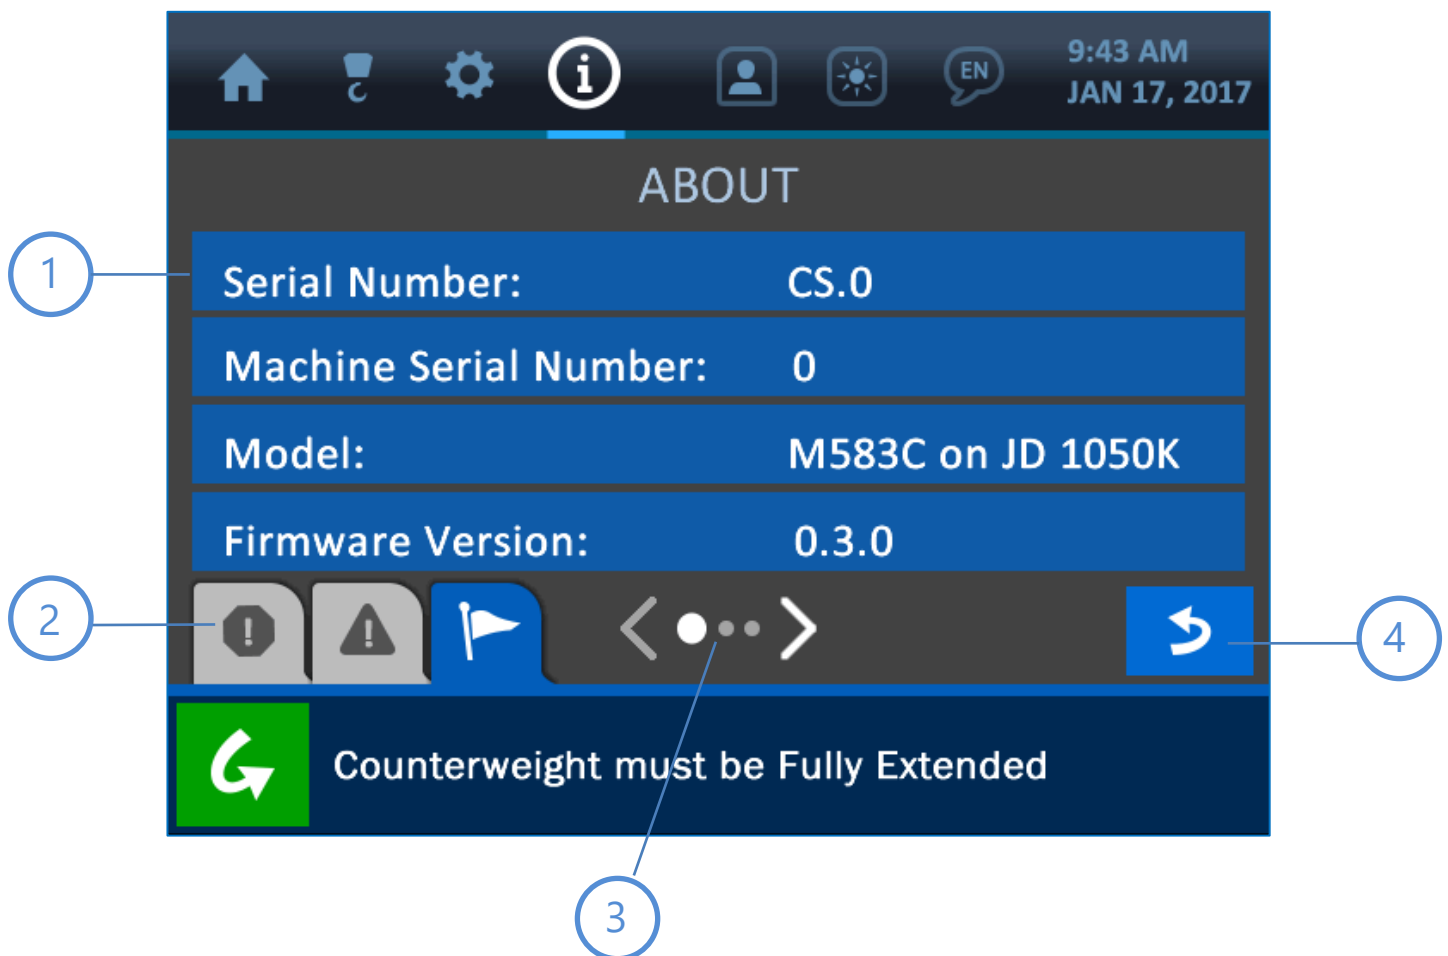 EN
9:43 AM
JAN 17, 2017
ABOUT
1
Serial Number: CS.0
Machine Serial Number: 0
Model: M583C on JD 1050K
Firmware Version: 0.3.0
2
!
!
4
Counterweight must be Fully Extended
3